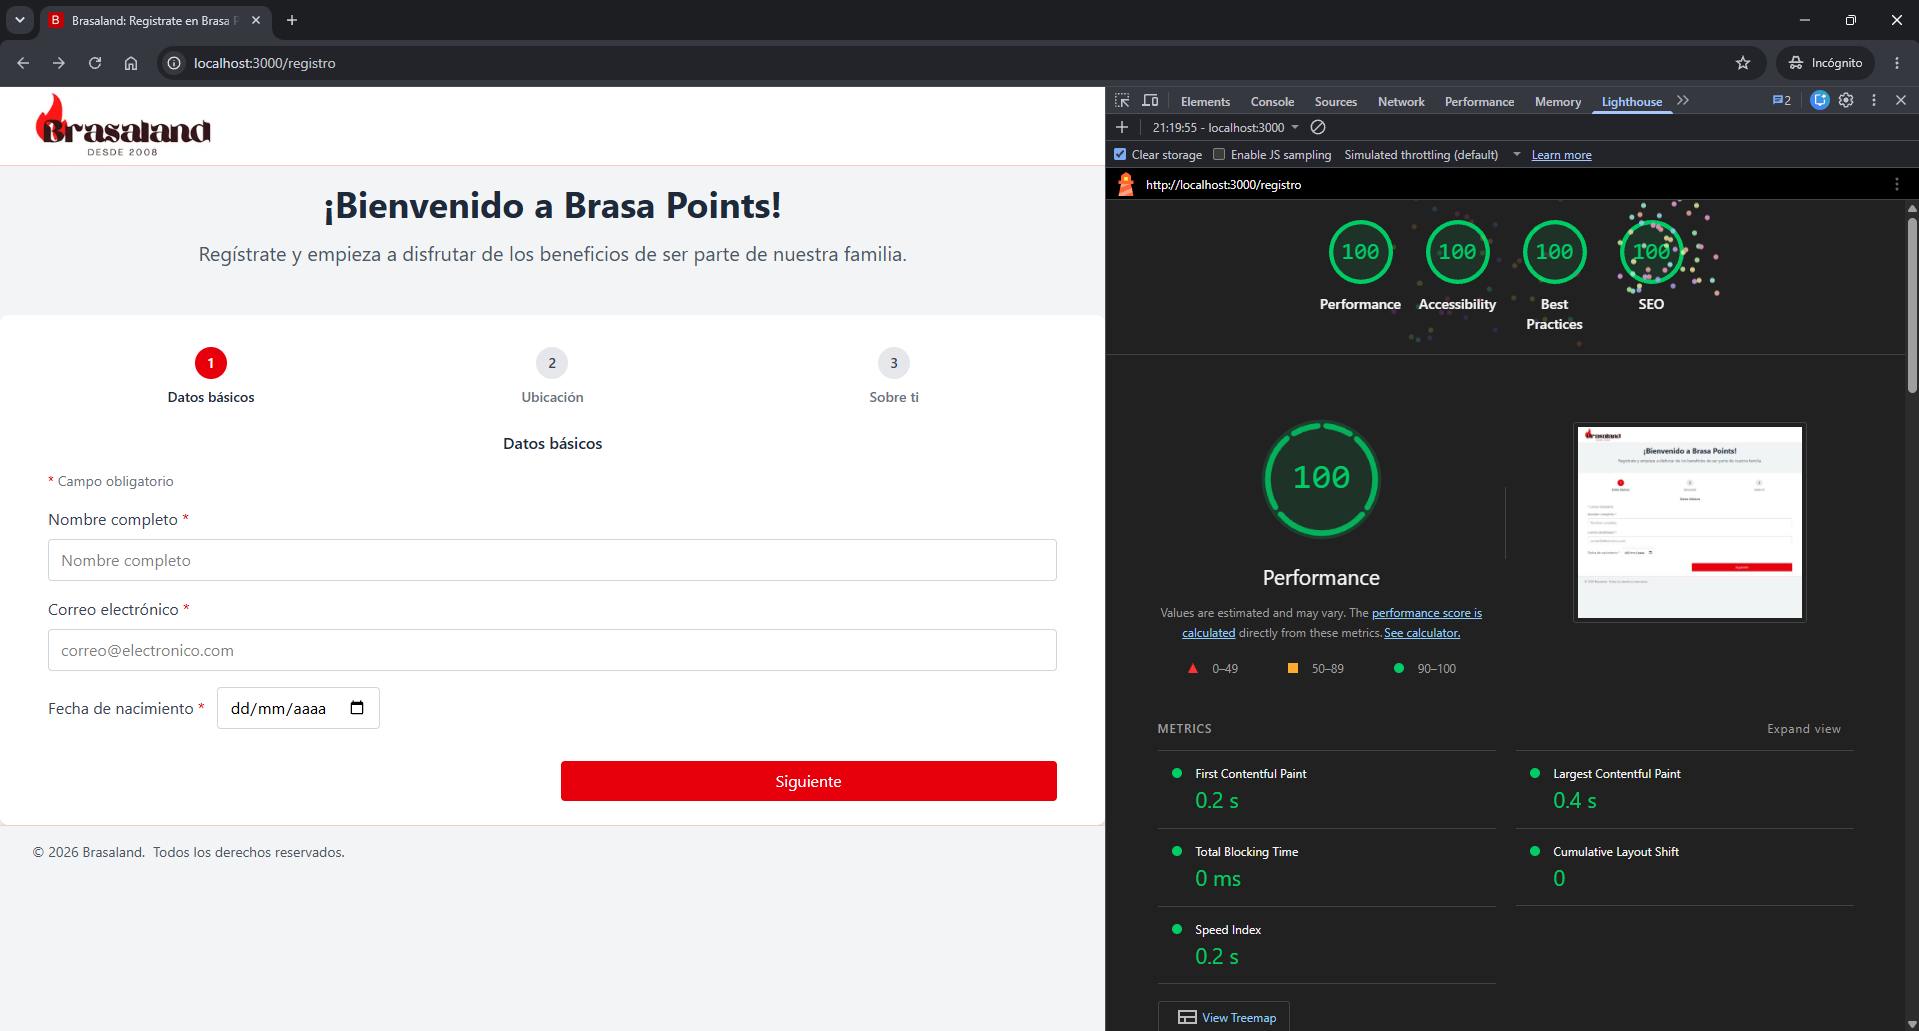 B Brasaland: Registrate en Brasa P
localhost:3000/registro
Incógnito
Brasaland
DESDE 2008
¡Bienvenido a Brasa Points!
Regístrate y empieza a disfrutar de los beneficios de ser parte de nuestra familia.
1
2
3
Datos básicos
Ubicación
Sobre ti
Datos básicos
* Campo obligatorio
Nombre completo *
Nombre completo
Correo electrónico *
correo@electronico.com
Fecha de nacimiento * dd/mm/aaaa
Siguiente
© 2026 Brasaland. Todos los derechos reservados.
Elements Console Sources Network Performance Memory Lighthouse 2
21:19:55 - localhost:3000
Clear storage Enable JS sampling Simulated throttling (default) Learn more
http://localhost:3000/registro
100 100 100 100
Performance Accessibility Best Practices SEO
100
Performance
Values are estimated and may vary. The performance score is
calculated directly from these metrics. See calculator.
0–49 50–89 90–100
METRICS Expand view
First Contentful Paint
0.2 s
Largest Contentful Paint
0.4 s
Total Blocking Time
0 ms
Cumulative Layout Shift
0
Speed Index
0.2 s
View Treemap